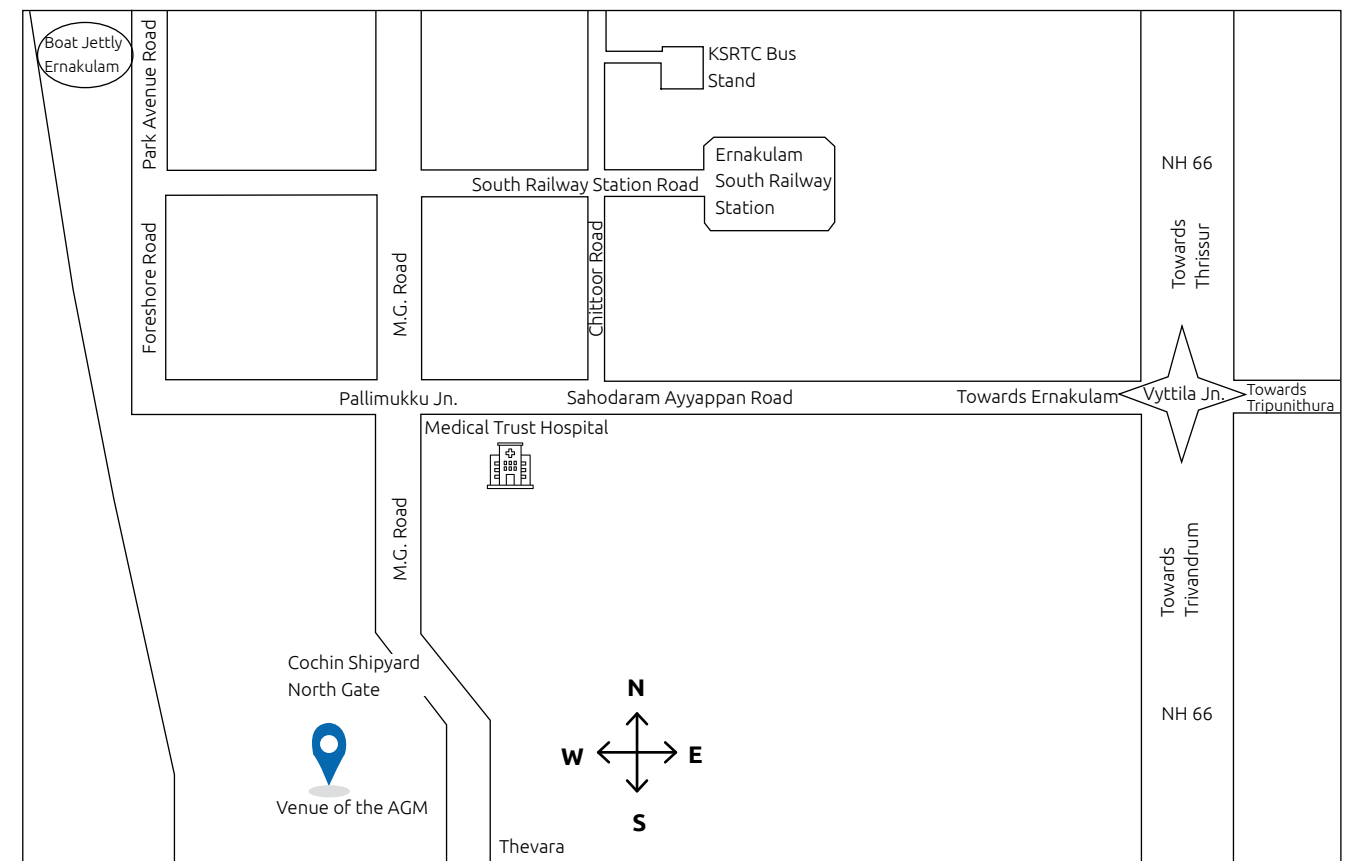 Boat Jettly
Ernakulam
Park Avenue Road
KSRTC Bus
Stand
Ernakulam
South Railway
Station
South Railway Station Road
NH 66
Towards
Thrissur
Foreshore Road
M.G. Road
Chittoor Road
Pallimukku Jn.
Sahodaram Ayyappan Road
Towards Ernakulam
Vyttila Jn.
Towards
Tripunithura
Medical Trust Hospital
M.G. Road
Towards
Trivandrum
Cochin Shipyard
North Gate
N
W
E
S
NH 66
Venue of the AGM
Thevara